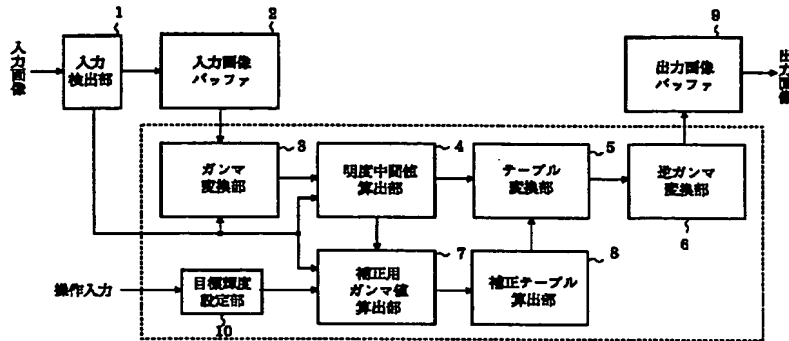 1
2
9
入力画像
入力
検出部
入力画像
バッファ
出力画像
バッファ
出力画像
3
4
5
ガンマ
変換部
明度中間値
算出部
テーブル
変換部
逆ガンマ
変換部
6
7
8
操作入力
目標輝度
設定部
補正用
ガンマ値
算出部
補正テーブル
算出部
10